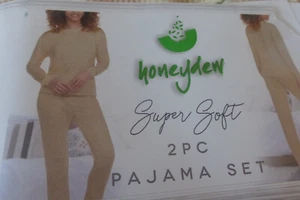 honeydew
Super Soft
2PC
PAJAMA SET